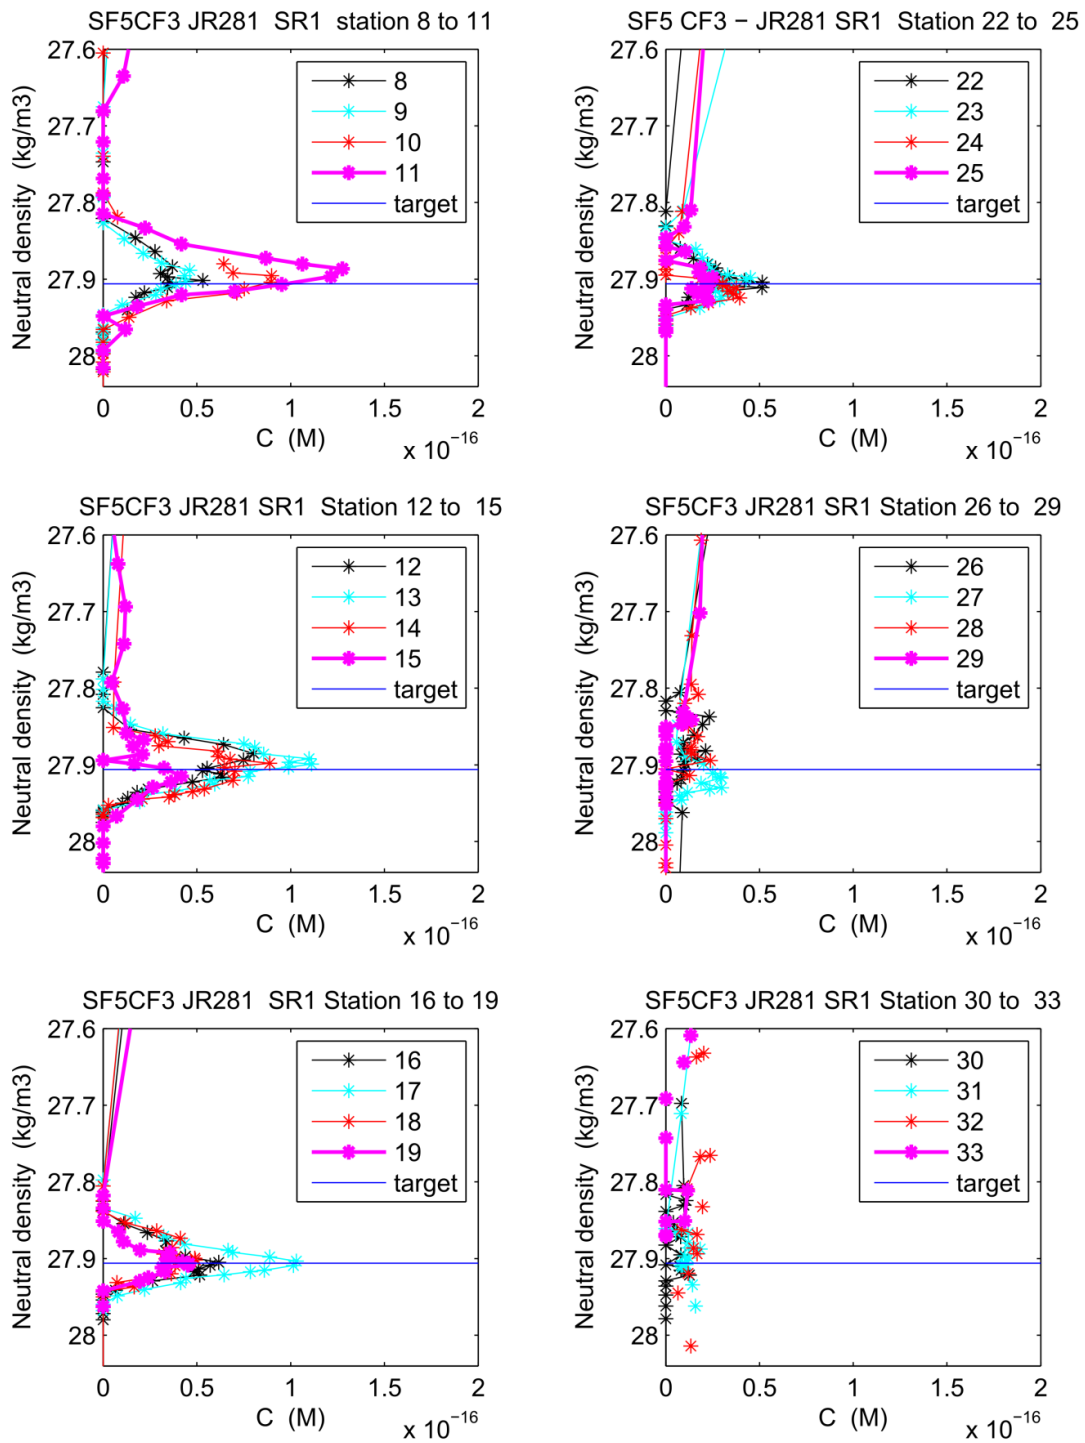 SF5CF3 JR281 SR1 station 8 to 11
27.6
27.7
27.8
27.9
28
Neutral density (kg/m3)
8
9
10
11
target
0
0.5
1
1.5
2
C (M)
x 10⁻¹⁶
SF5 CF3 − JR281 SR1 Station 22 to 25
27.6
27.7
27.8
27.9
28
Neutral density (kg/m3)
22
23
24
25
target
0
0.5
1
1.5
2
C (M)
x 10⁻¹⁶
SF5CF3 JR281 SR1 Station 12 to 15
27.6
27.7
27.8
27.9
28
Neutral density (kg/m3)
12
13
14
15
target
0
0.5
1
1.5
2
C (M)
x 10⁻¹⁶
SF5CF3 JR281 SR1 Station 26 to 29
27.6
27.7
27.8
27.9
28
Neutral density (kg/m3)
26
27
28
29
target
0
0.5
1
1.5
2
C (M)
x 10⁻¹⁶
SF5CF3 JR281 SR1 Station 16 to 19
27.6
27.7
27.8
27.9
28
Neutral density (kg/m3)
16
17
18
19
target
0
0.5
1
1.5
2
C (M)
x 10⁻¹⁶
SF5CF3 JR281 SR1 Station 30 to 33
27.6
27.7
27.8
27.9
28
Neutral density (kg/m3)
30
31
32
33
target
0
0.5
1
1.5
2
C (M)
x 10⁻¹⁶